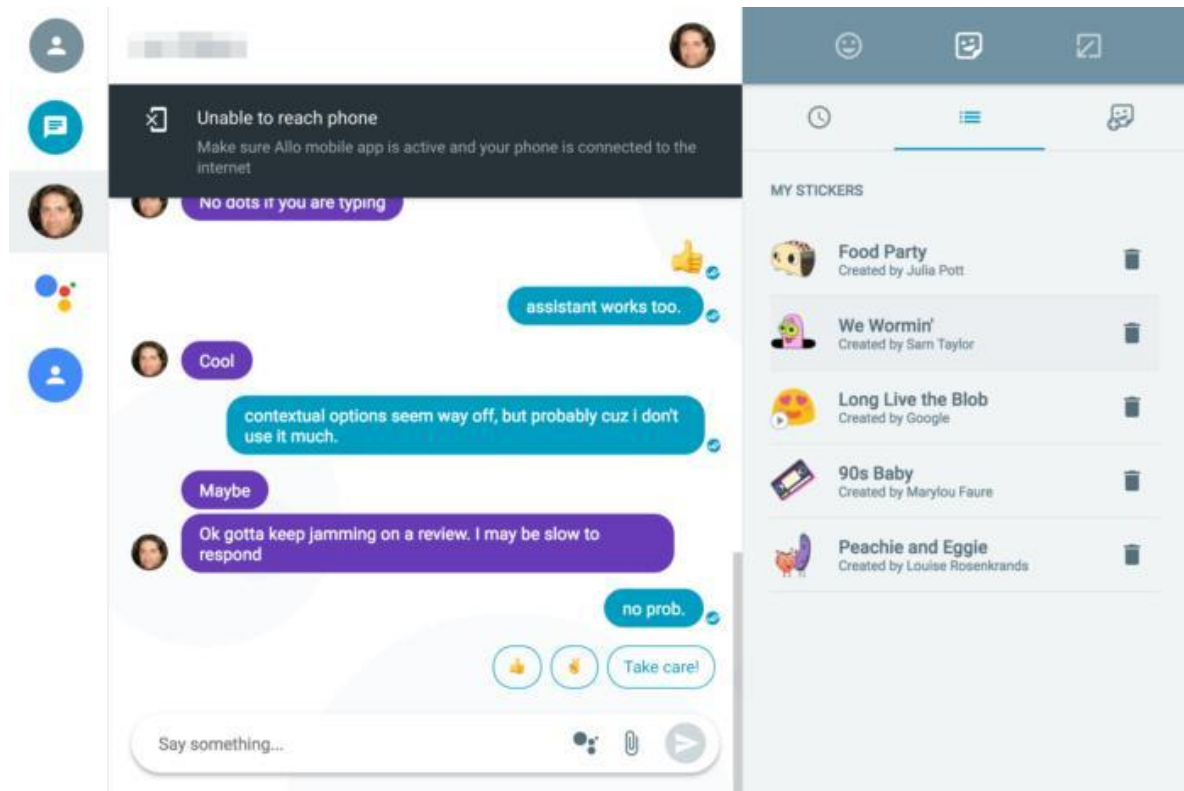 Unable to reach phone
Make sure Allo mobile app is active and your phone is connected to the
internet
No dots if you are typing
assistant works too.
Cool
contextual options seem way off, but probably cuz i don't
use it much.
Maybe
Ok gotta keep jamming on a review. I may be slow to
respond
no prob.
Take care!
Say something...
MY STICKERS
Food Party
Created by Julia Pott
We Wormin'
Created by Sam Taylor
Long Live the Blob
Created by Google
90s Baby
Created by Marylou Faure
Peachie and Eggie
Created by Louise Rosenkrands